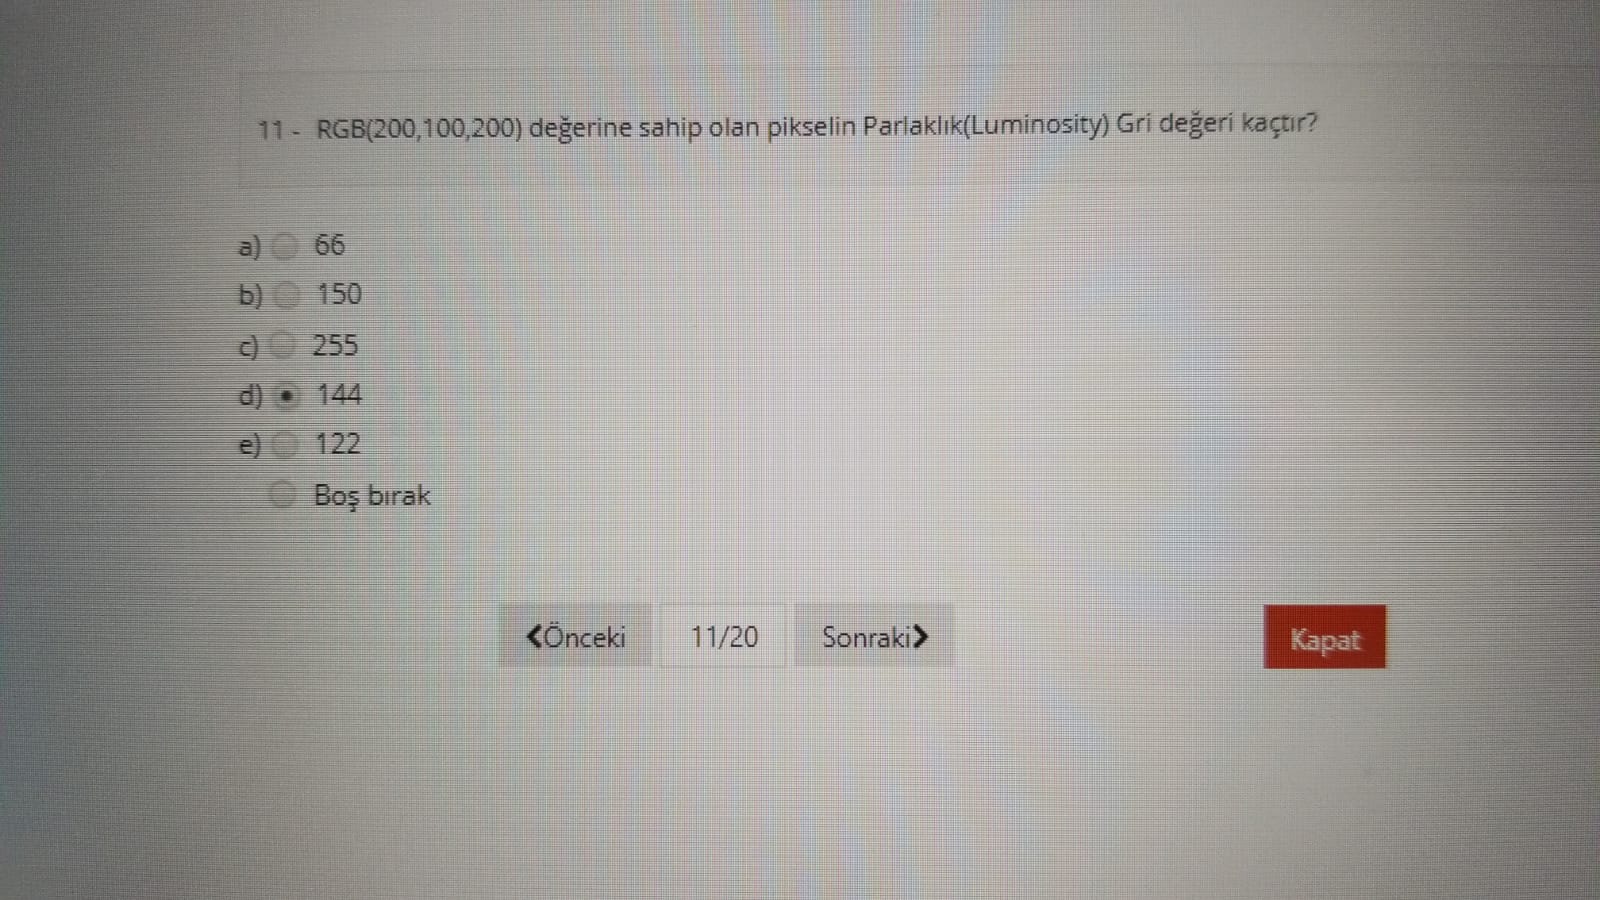 11 - RGB(200,100,200) değerine sahip olan pikselin Parlaklık(Luminosity) Gri değeri kaçtır?
a) 66
b) 150
c) 255
d) 144
e) 122
Boş bırak
❮Önceki 11/20 Sonraki❯ Kapat